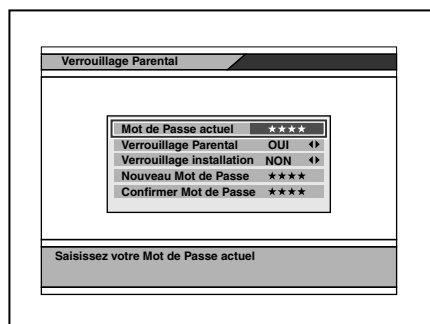 Verrouillage Parental
Mot de Passe actuel ★★★★
Verrouillage Parental OUI ◀▶
Verrouillage installation NON ◀▶
Nouveau Mot de Passe ★★★★
Confirmer Mot de Passe ★★★★
Saisissez votre Mot de Passe actuel